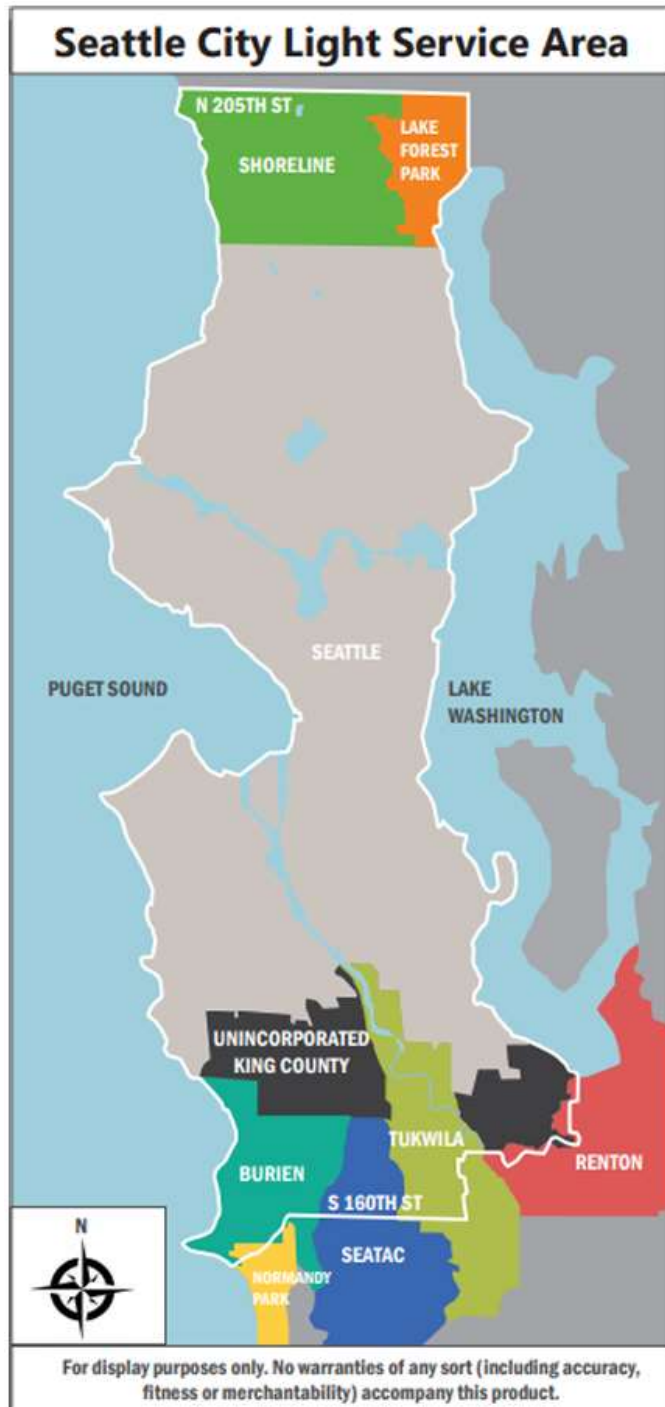 Seattle City Light Service Area
N 205TH ST
LAKE
FOREST
PARK
SHORELINE
SEATTLE
PUGET SOUND
LAKE
WASHINGTON
UNINCORPORATED
KING COUNTY
TUKWILA
RENTON
BURIEN
S 160TH ST
N
SEATAC
NORMANDY
PARK
For display purposes only. No warranties of any sort (including accuracy,
fitness or merchantability) accompany this product.